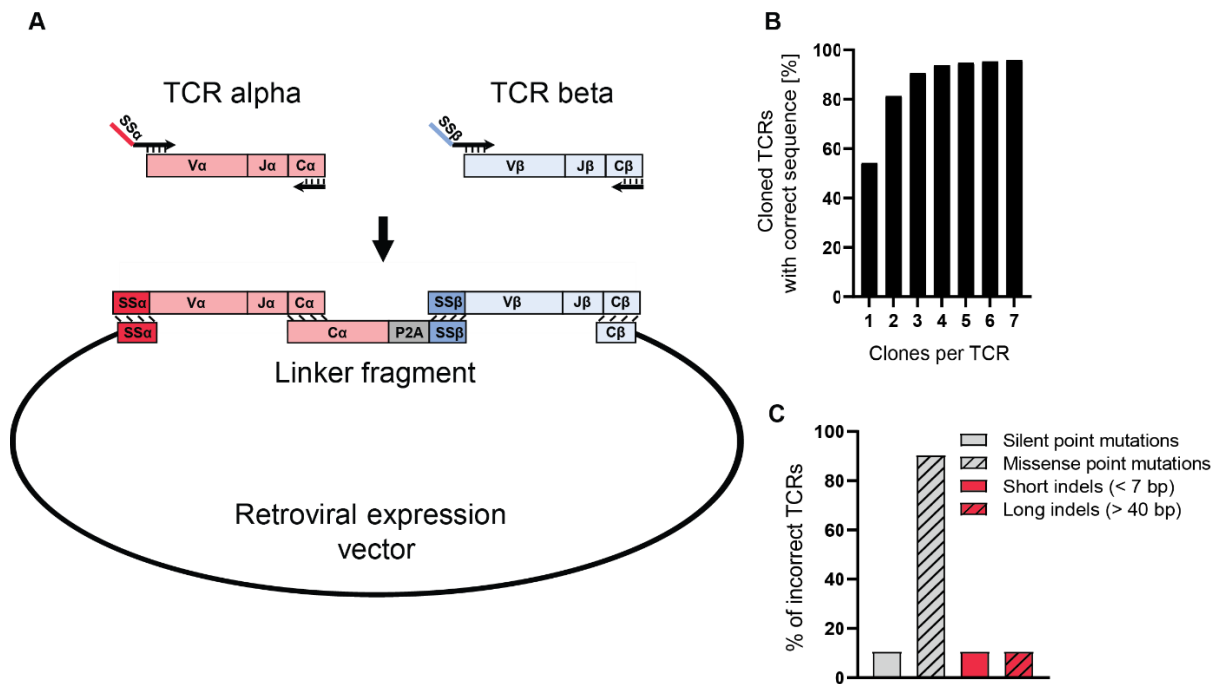 A
TCR alpha
TCR beta
SSα
SSβ
Vα Jα Cα
Vβ Jβ Cβ
SSα Vα Jα Cα
SSβ Vβ Jβ Cβ
SSα
Cα P2A SSβ
Cβ
Linker fragment
Retroviral expression
vector
B
Cloned TCRs
with correct sequence [%]
100
80
60
40
20
0
1 2 3 4 5 6 7
Clones per TCR
C
% of incorrect TCRs
100
80
60
40
20
0
Silent point mutations
Missense point mutations
Short indels (< 7 bp)
Long indels (> 40 bp)